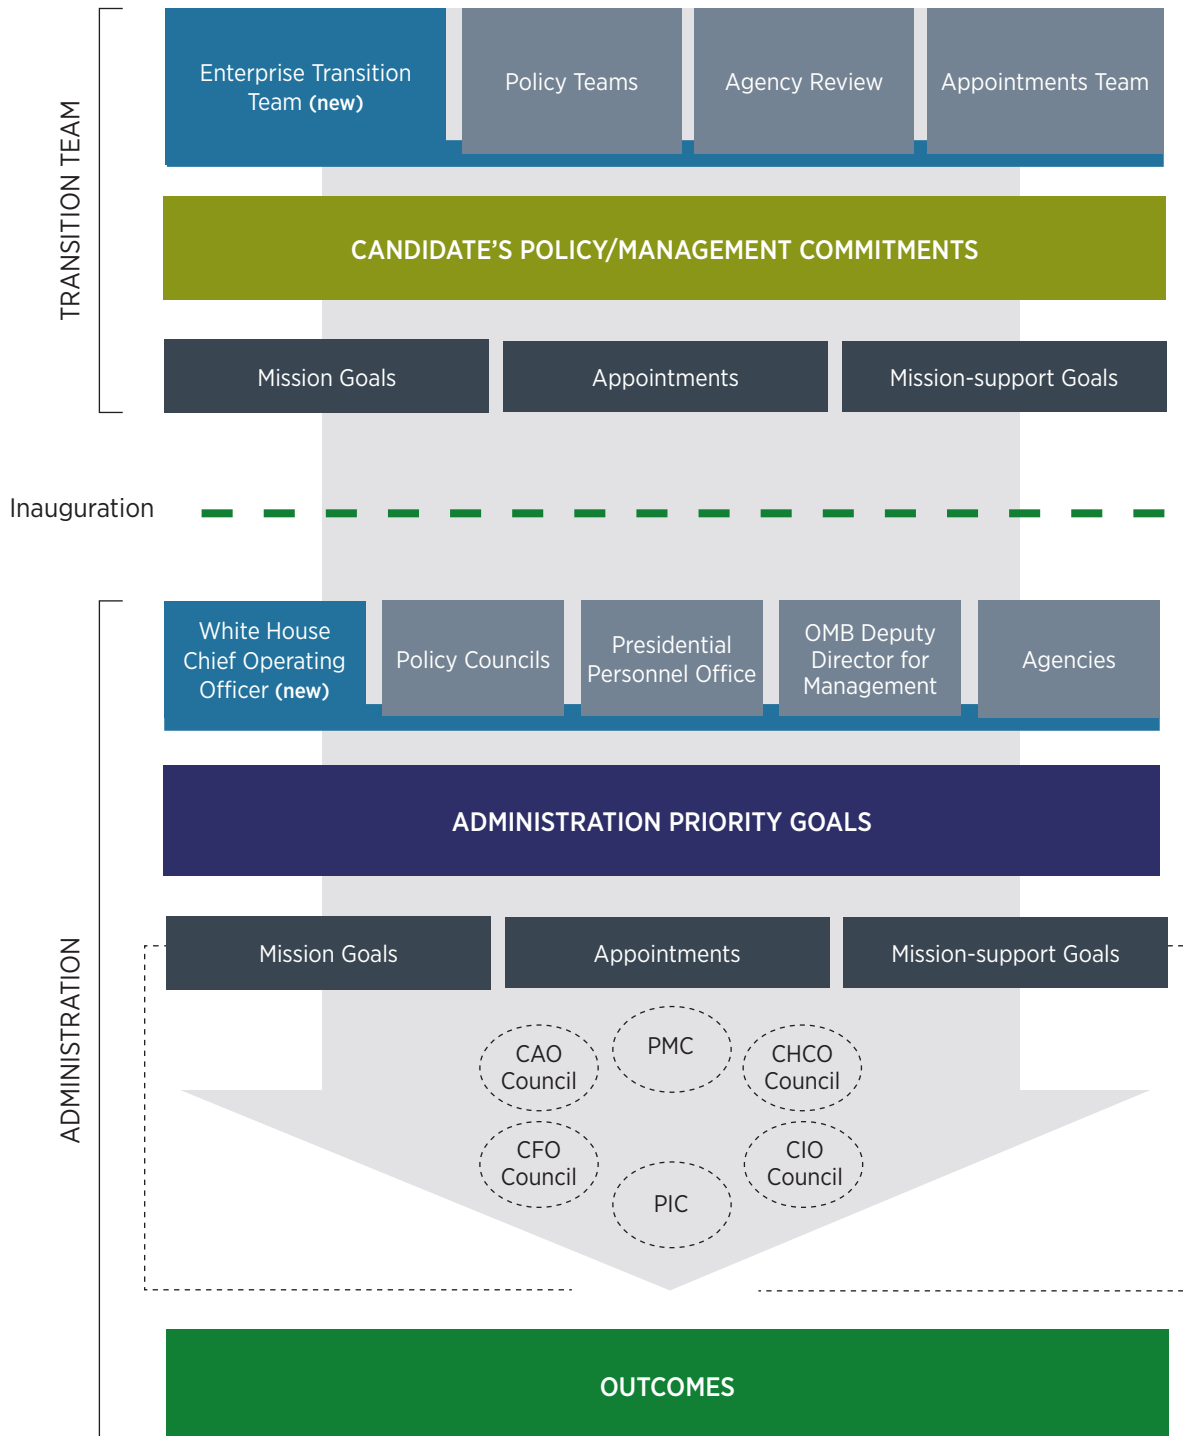 TRANSITION TEAM
Enterprise Transition
Team (new)
Policy Teams
Agency Review
Appointments Team
CANDIDATE’S POLICY/MANAGEMENT COMMITMENTS
Mission Goals
Appointments
Mission-support Goals
Inauguration
ADMINISTRATION
White House
Chief Operating
Officer (new)
Policy Councils
Presidential
Personnel Office
OMB Deputy
Director for
Management
Agencies
ADMINISTRATION PRIORITY GOALS
Mission Goals
Appointments
Mission-support Goals
CAO
Council
PMC
CHCO
Council
CFO
Council
PIC
CIO
Council
OUTCOMES